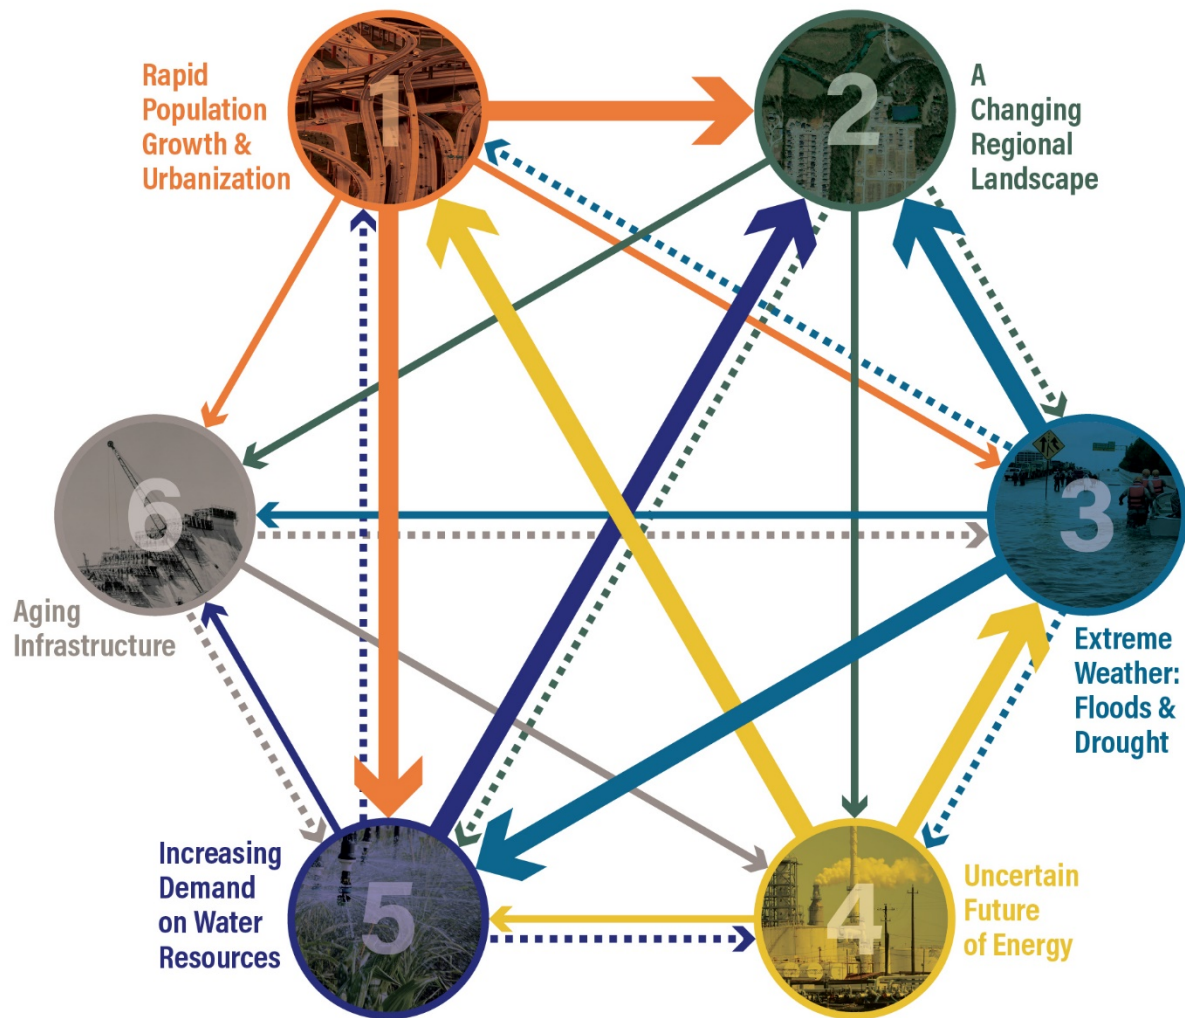 Rapid
Population
Growth &
Urbanization
1
2
A
Changing
Regional
Landscape
6
3
Aging
Infrastructure
Extreme
Weather:
Floods &
Drought
Increasing
Demand
on Water
Resources
5
4
Uncertain
Future
of Energy